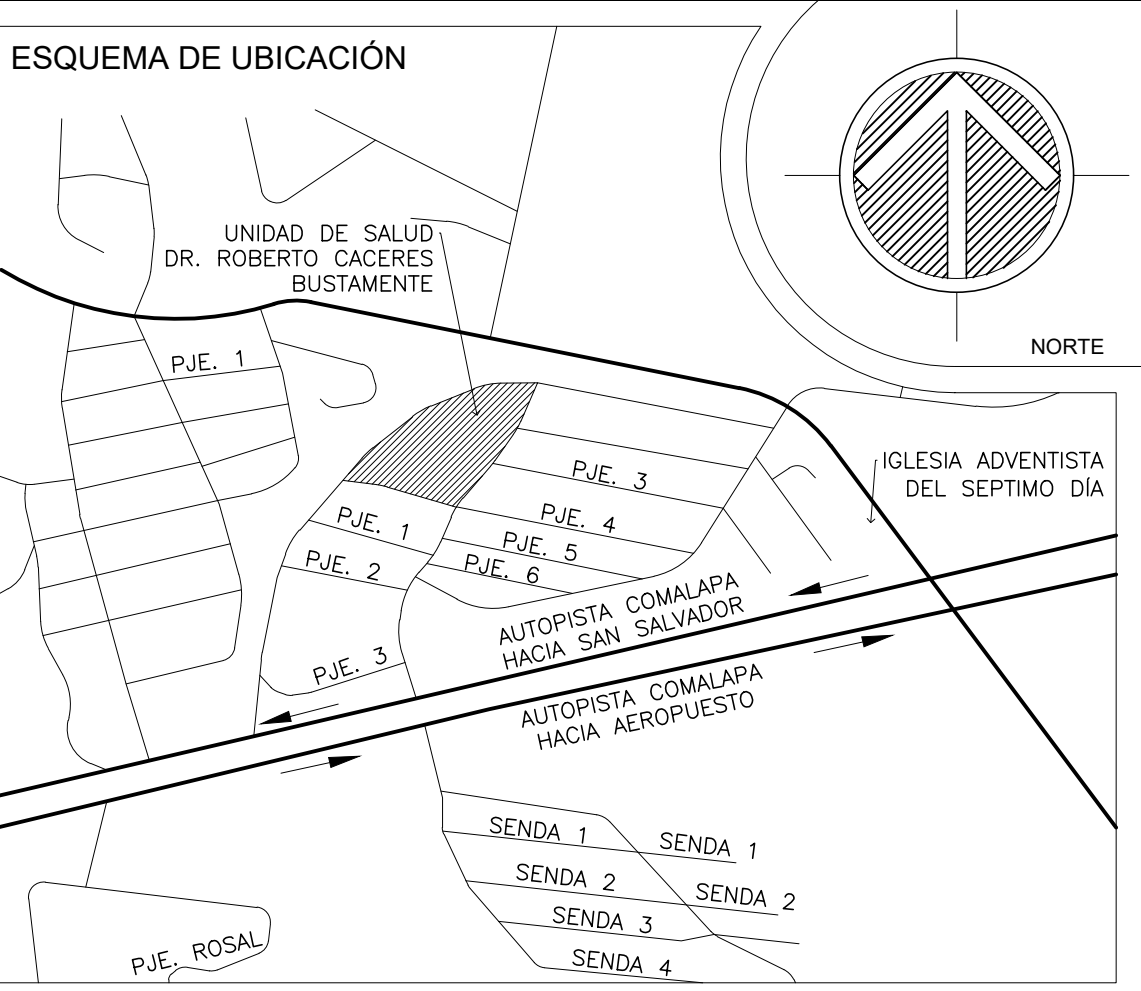 ESQUEMA DE UBICACIÓN
UNIDAD DE SALUD
DR. ROBERTO CACERES
BUSTAMENTE
NORTE
PJE. 1
IGLESIA ADVENTISTA
DEL SEPTIMO DÍA
PJE. 3
PJE. 4
PJE. 1
PJE. 5
PJE. 2
PJE. 6
AUTOPISTA COMALAPA
HACIA SAN SALVADOR
PJE. 3
AUTOPISTA COMALAPA
HACIA AEROPUESTO
SENDA 1
SENDA 1
SENDA 2
SENDA 2
SENDA 3
PJE. ROSAL
SENDA 4